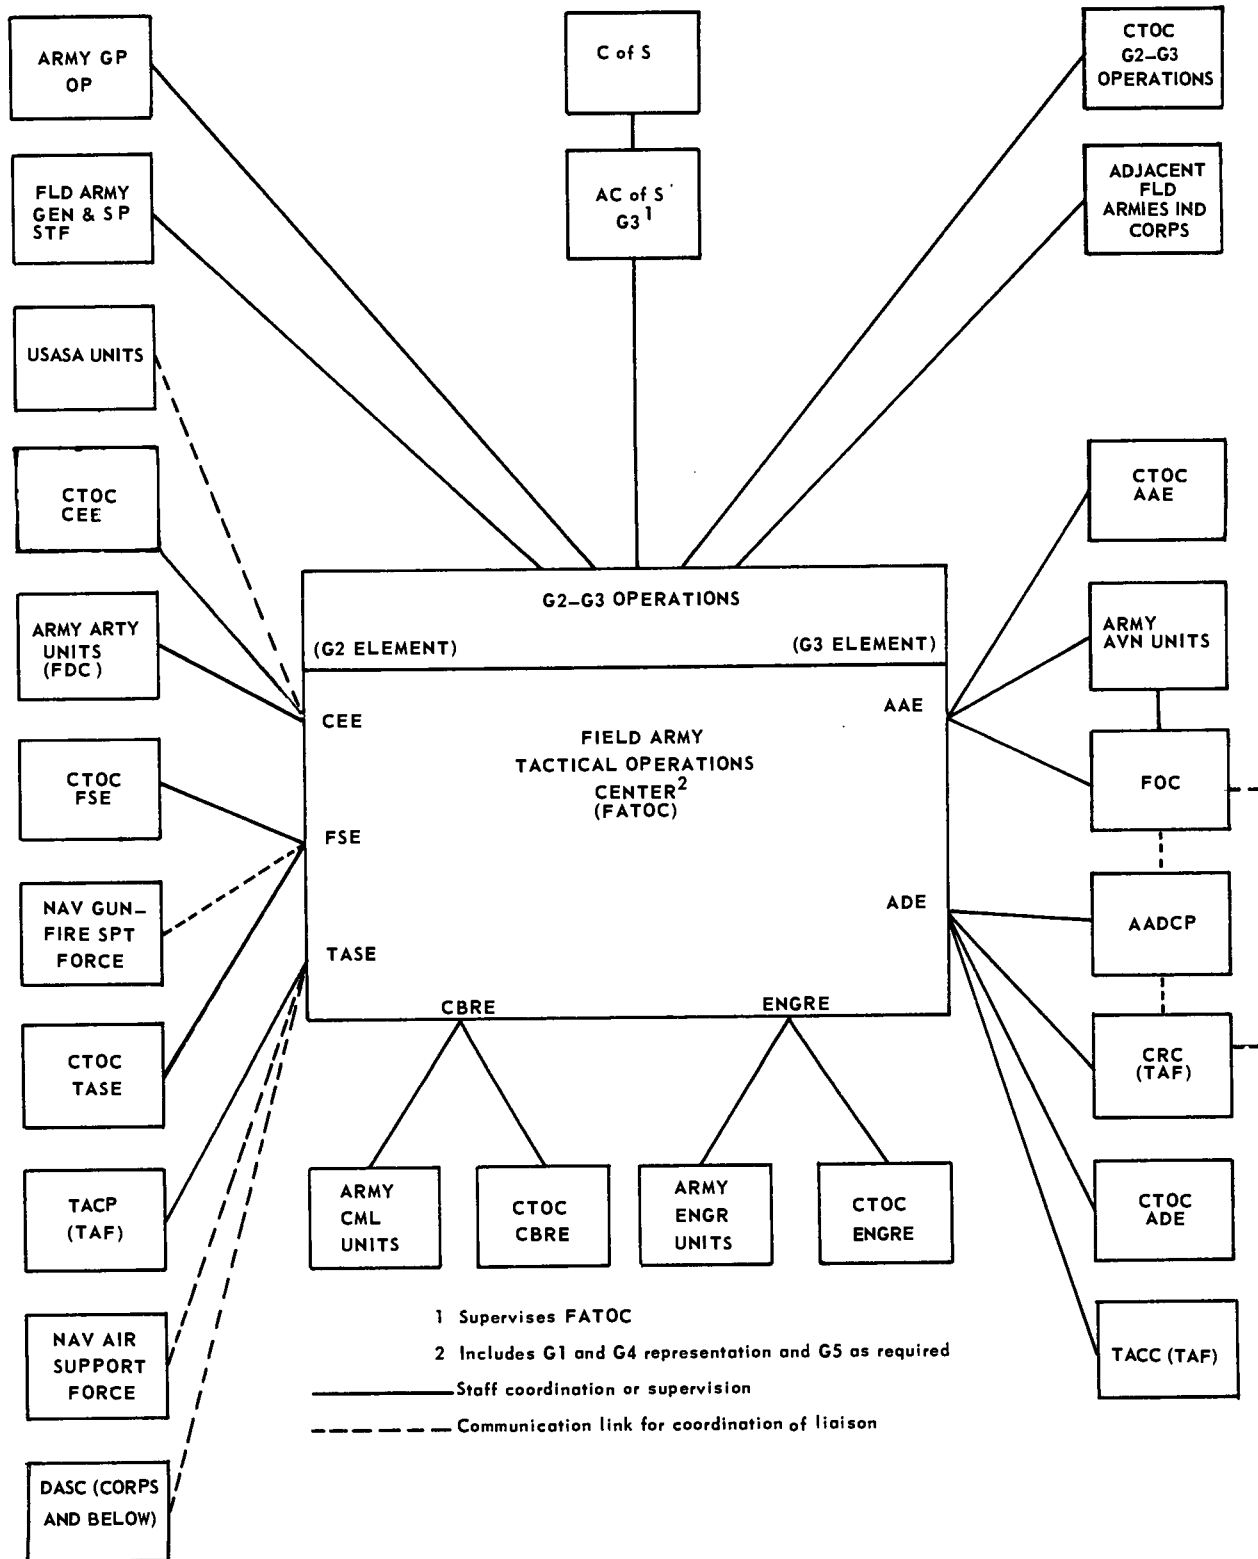 ARMY GP
OP
C of S
CTOC
G2–G3
OPERATIONS
FLD ARMY
GEN & SP
STF
AC of S
G3¹
ADJACENT
FLD
ARMIES IND
CORPS
USASA UNITS
CTOC
CEE
CTOC
AAE
ARMY ARTY
UNITS
(FDC)
ARMY
AVN UNITS
CTOC
FSE
FOC
NAV GUN–
FIRE SPT
FORCE
AADCP
CTOC
TASE
CRC
(TAF)
TACP
(TAF)
CTOC
ADE
NAV AIR
SUPPORT
FORCE
TACC (TAF)
DASC (CORPS
AND BELOW)
G2–G3 OPERATIONS
(G2 ELEMENT)
(G3 ELEMENT)
CEE
AAE
FIELD ARMY
TACTICAL OPERATIONS
CENTER²
(FATOC)
FSE
ADE
TASE
CBRE
ENGRE
ARMY
CML
UNITS
CTOC
CBRE
ARMY
ENGR
UNITS
CTOC
ENGRE
1 Supervises FATOC
2 Includes G1 and G4 representation and G5 as required
Staff coordination or supervision
Communication link for coordination of liaison